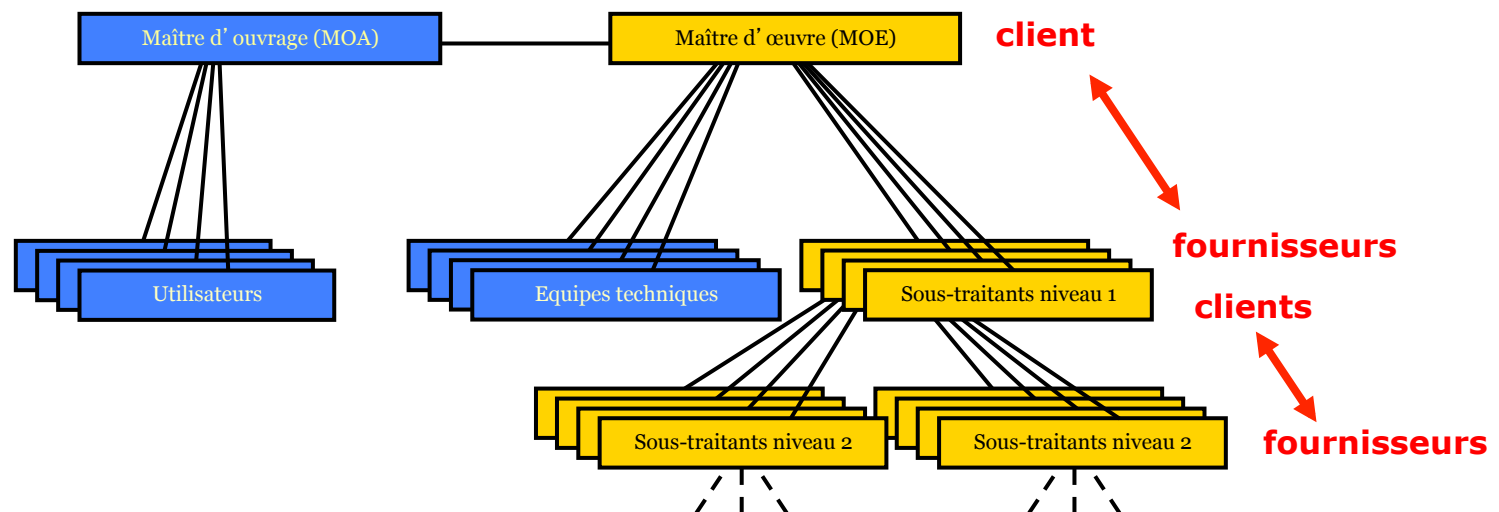 Maître d’ ouvrage (MOA)
Maître d’ œuvre (MOE)
client
fournisseurs
Utilisateurs
Equipes techniques
Sous-traitants niveau 1
clients
Sous-traitants niveau 2
Sous-traitants niveau 2
fournisseurs